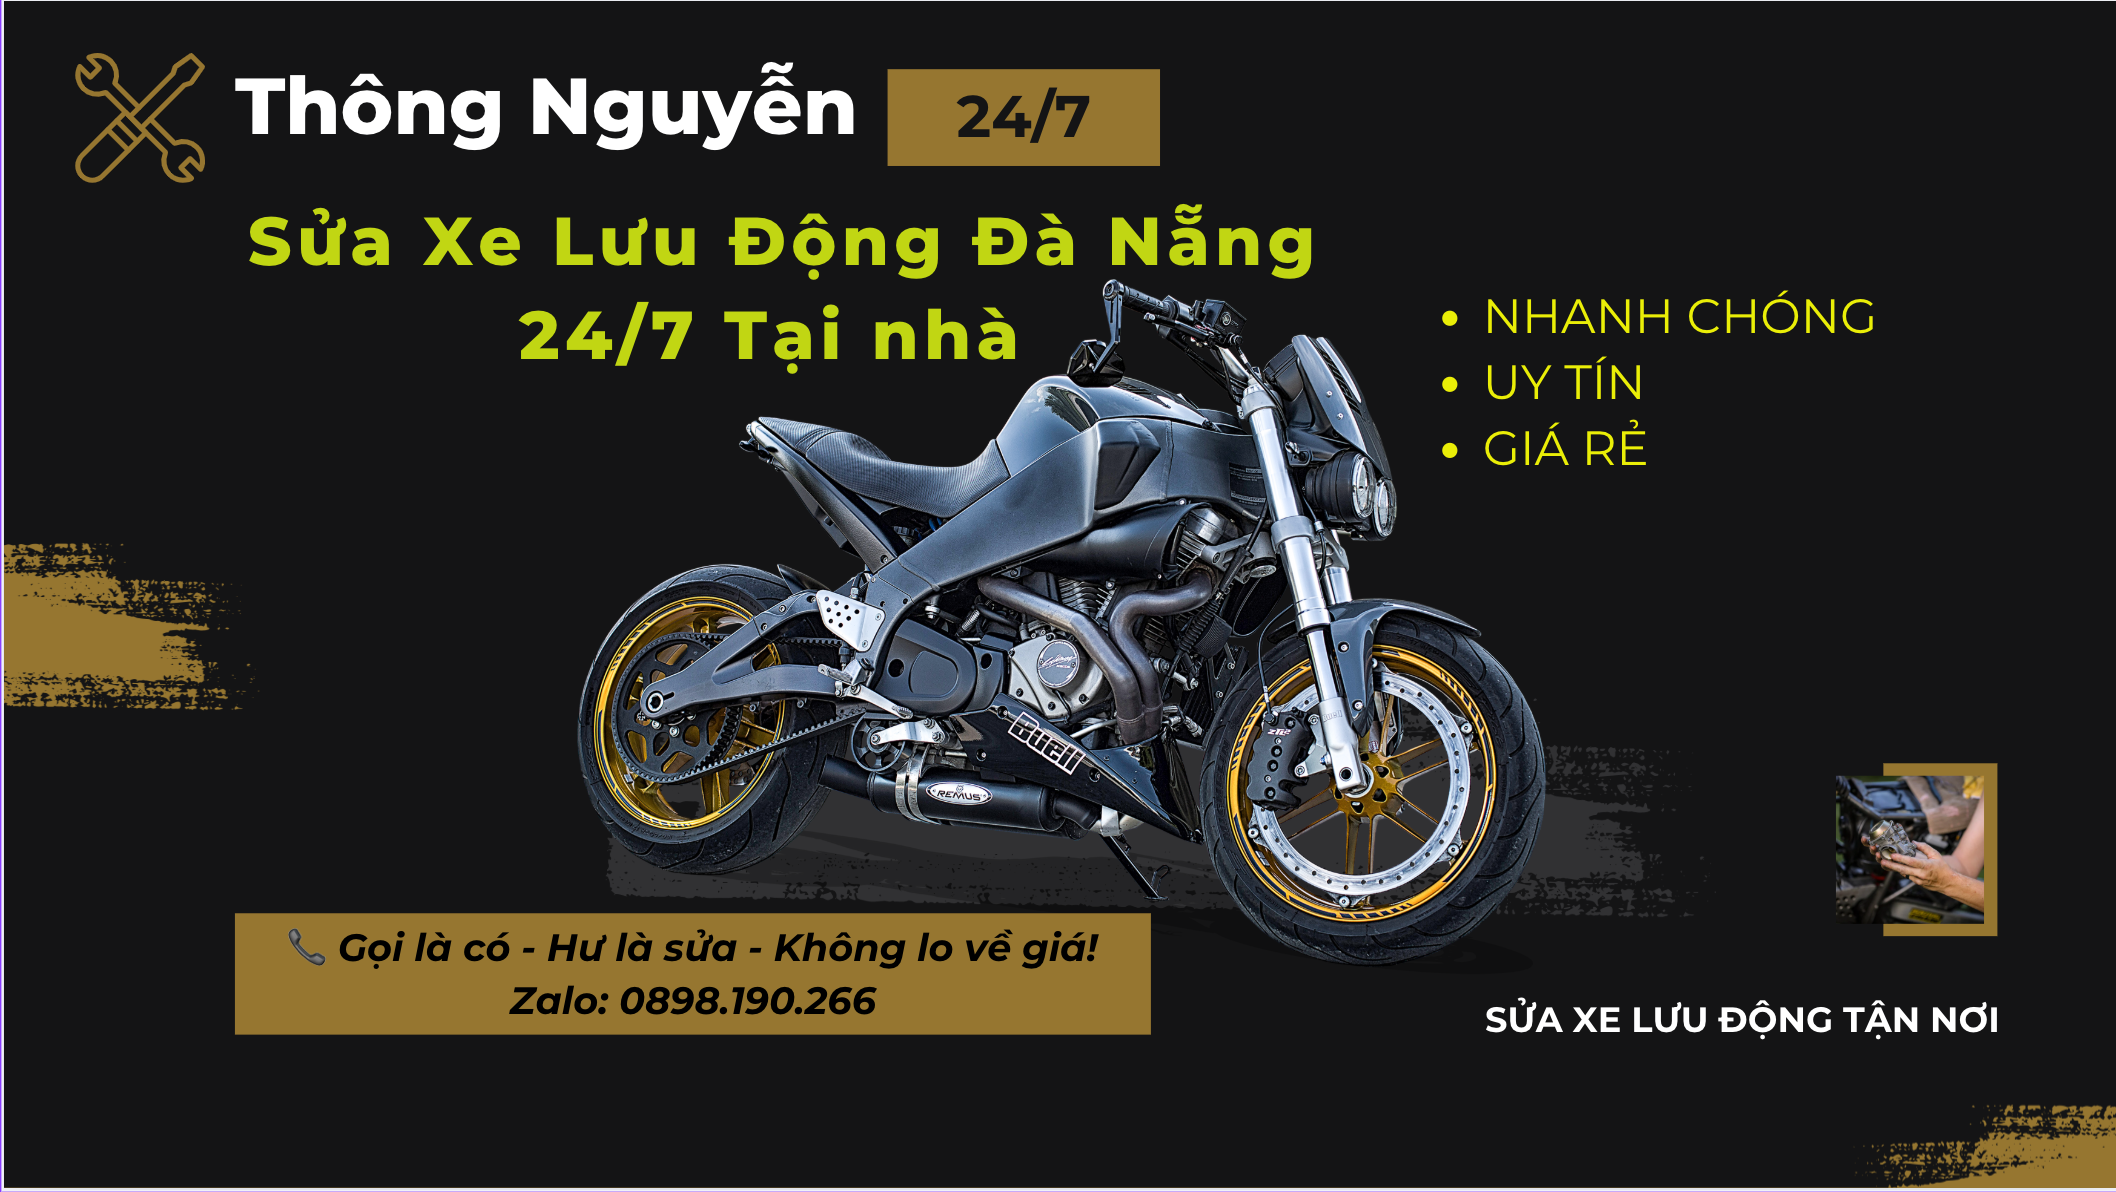 Thông Nguyễn
24/7
Sửa Xe Lưu Động Đà Nẵng
24/7 Tại nhà
• NHANH CHÓNG
• UY TÍN
• GIÁ RẺ
Buell
REMUS
📞 Gọi là có - Hư là sửa - Không lo về giá!
Zalo: 0898.190.266
SỬA XE LƯU ĐỘNG TẬN NƠI